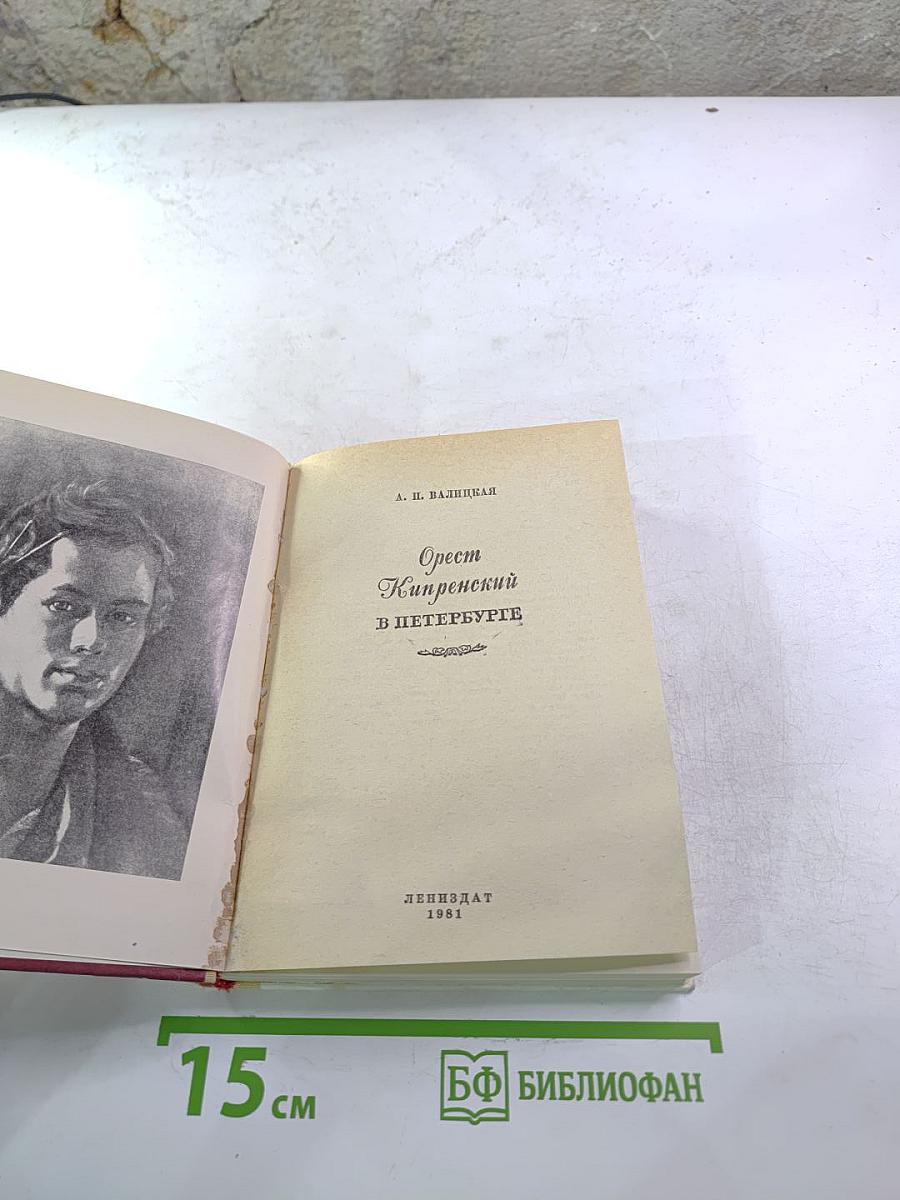 А. П. ВАЛИЦКАЯ
Орест
Кипренский
В ПЕТЕРБУРГЕ
ЛЕНИЗДАТ
1981
15 см
БФ БИБЛИОФАН